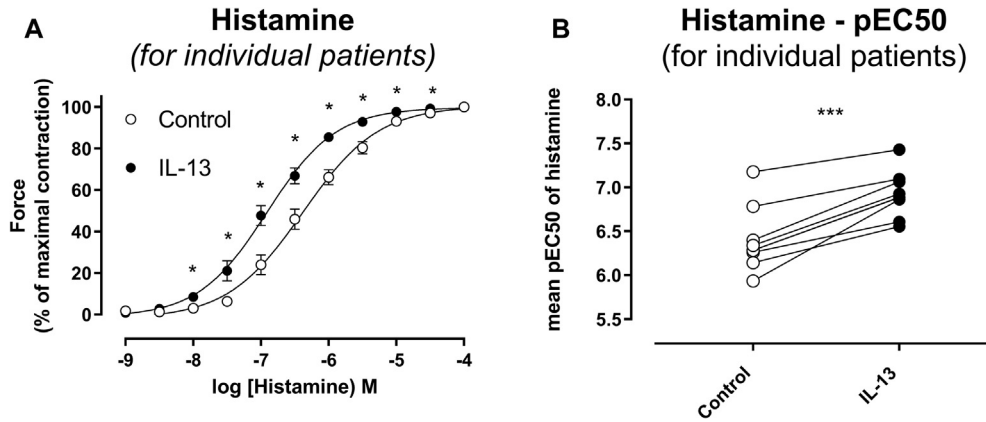 A
Histamine
(for individual patients)
Force
(% of maximal contraction)
100
80
60
40
20
0
Control
IL-13
* * * * * * * *
-9 -8 -7 -6 -5 -4
log [Histamine) M
B
Histamine - pEC50
(for individual patients)
mean pEC50 of histamine
8.0
7.5
7.0
6.5
6.0
5.5
***
Control
IL-13